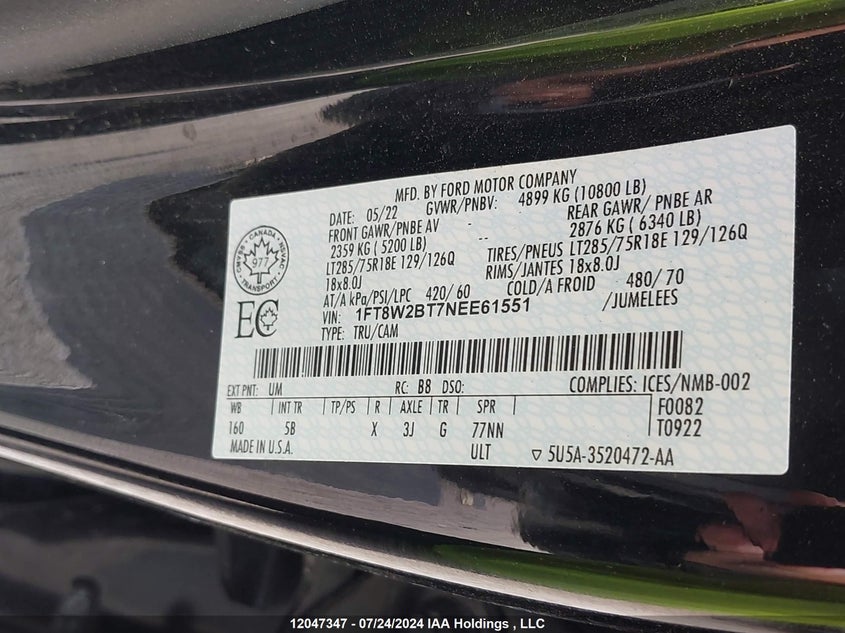 MFD. BY FORD MOTOR COMPANY
DATE: 05/22 GVWR/PNBV: 4899 KG (10800 LB)
FRONT GAWR/PNBE AV -- REAR GAWR/ PNBE AR
2359 KG ( 5200 LB) 2876 KG ( 6340 LB)
LT285/75R18E 129/126Q TIRES/PNEUS LT285/75R18E 129/126Q
18x8.0J RIMS/JANTES 18x8.0J
AT/A kPa/PSI/LPC 420/ 60 COLD/A FROID 480/ 70
VIN: 1FT8W2BT7NEE61551 /JUMELEES
TYPE: TRU/CAM
CANADA
TRANSPORT
977
EC
EXT PNT: UM RC: B8 DSO: COMPLIES: ICES/NMB-002
WB INT TR TP/PS R AXLE TR SPR F0082
160 5B X 3J G 77NN T0922
MADE IN U.S.A. ULT ▽ 5U5A-3520472-AA
12047347 - 07/24/2024 IAA Holdings , LLC